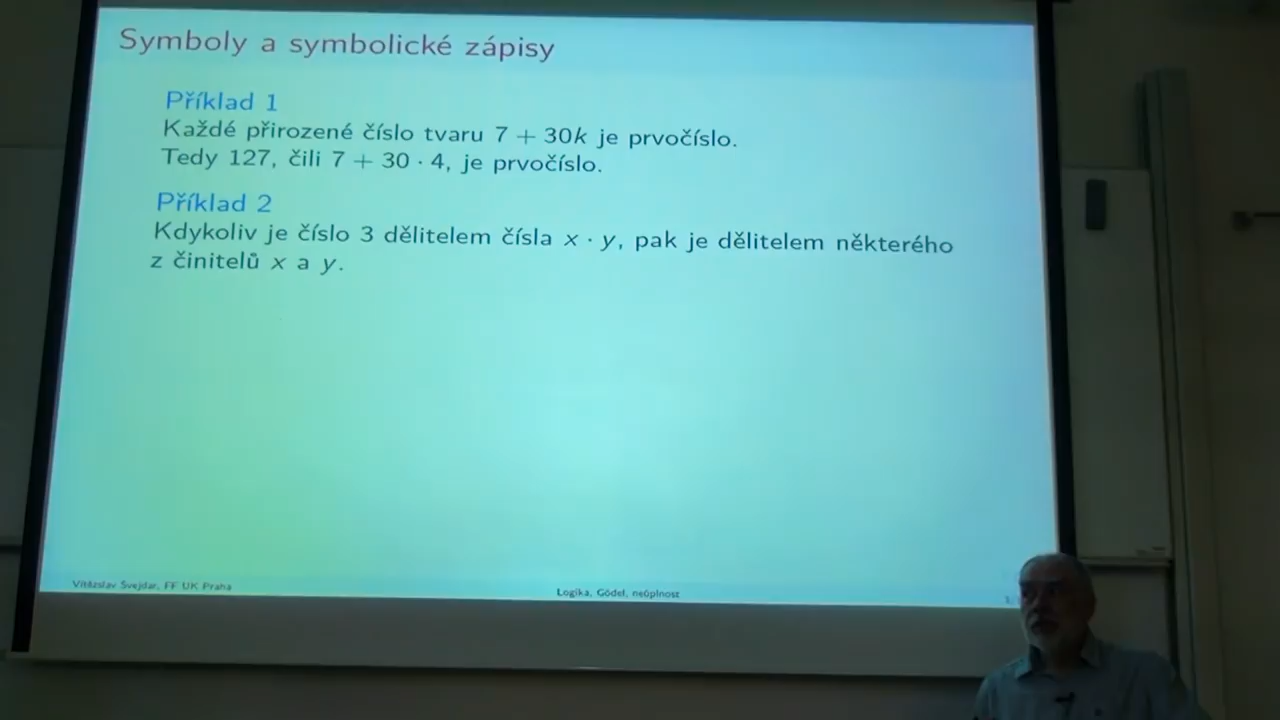 Symboly a symbolické zápisy
Příklad 1
Každé přirozené číslo tvaru 7 + 30k je prvočíslo.
Tedy 127, čili 7 + 30 · 4, je prvočíslo.
Příklad 2
Kdykoliv je číslo 3 dělitelem čísla x · y, pak je dělitelem některého
z činitelů x a y.
Vítězslav Švejdar, FF UK Praha
Logika, Gödel, neúplnost